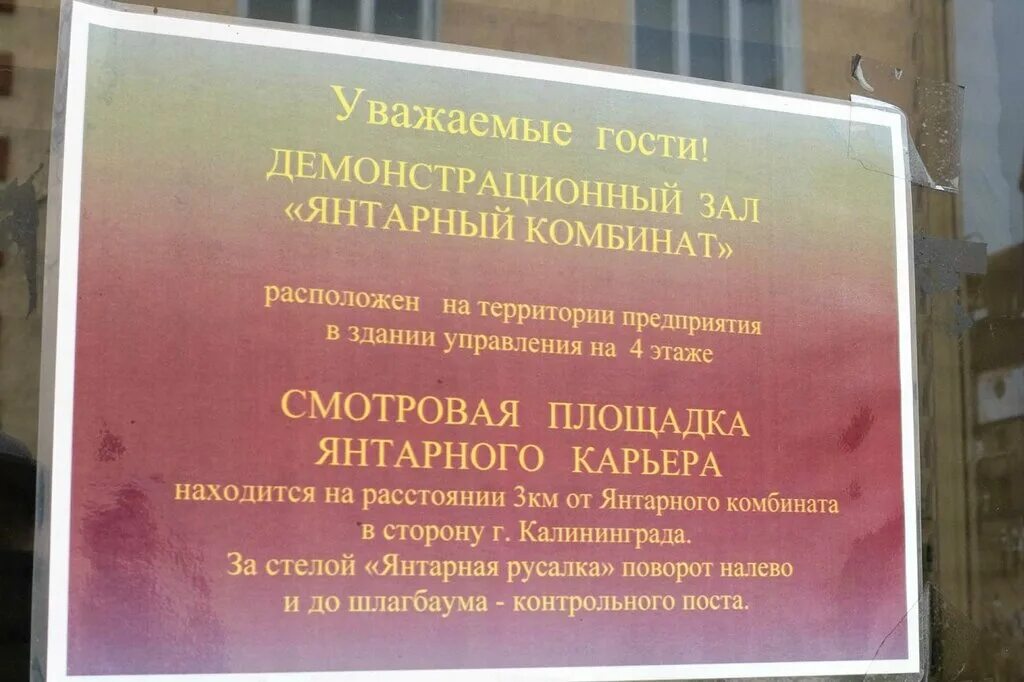 Уважаемые гости!
ДЕМОНСТРАЦИОННЫЙ ЗАЛ
«ЯНТАРНЫЙ КОМБИНАТ»
расположен на территории предприятия
в здании управления на 4 этаже
СМОТРОВАЯ ПЛОЩАДКА
ЯНТАРНОГО КАРЬЕРА
находится на расстоянии 3км от Янтарного комбината
в сторону г. Калининграда.
За стелой «Янтарная русалка» поворот налево
и до шлагбаума - контрольного поста.